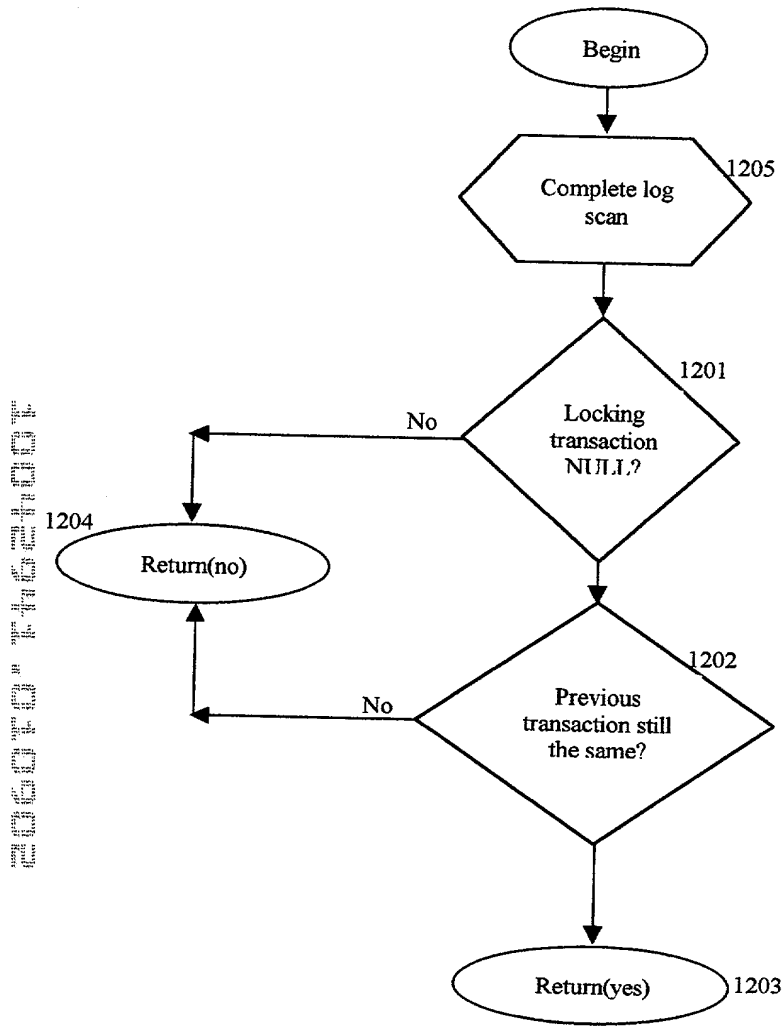 Begin
1205
Complete log
scan
1201
Locking
transaction
NULL?
No
1204
Return(no)
1202
Previous
transaction still
the same?
No
Return(yes)
1203